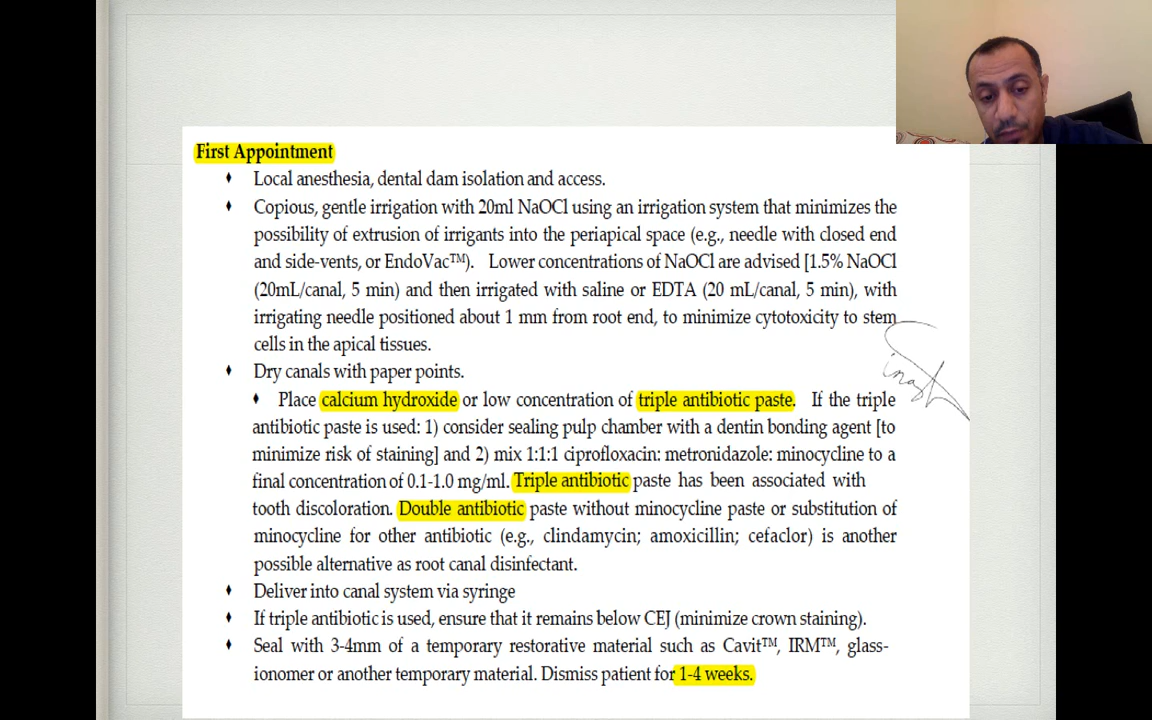 First Appointment
♦ Local anesthesia, dental dam isolation and access.
♦ Copious, gentle irrigation with 20ml NaOCl using an irrigation system that minimizes the
possibility of extrusion of irrigants into the periapical space (e.g., needle with closed end
and side-vents, or EndoVac™). Lower concentrations of NaOCl are advised [1.5% NaOCl
(20mL/canal, 5 min) and then irrigated with saline or EDTA (20 mL/canal, 5 min), with
irrigating needle positioned about 1 mm from root end, to minimize cytotoxicity to stem
cells in the apical tissues.
♦ Dry canals with paper points.
♦ Place calcium hydroxide or low concentration of triple antibiotic paste. If the triple
antibiotic paste is used: 1) consider sealing pulp chamber with a dentin bonding agent [to
minimize risk of staining] and 2) mix 1:1:1 ciprofloxacin: metronidazole: minocycline to a
final concentration of 0.1-1.0 mg/ml. Triple antibiotic paste has been associated with
tooth discoloration. Double antibiotic paste without minocycline paste or substitution of
minocycline for other antibiotic (e.g., clindamycin; amoxicillin; cefaclor) is another
possible alternative as root canal disinfectant.
♦ Deliver into canal system via syringe
♦ If triple antibiotic is used, ensure that it remains below CEJ (minimize crown staining).
♦ Seal with 3-4mm of a temporary restorative material such as Cavit™, IRM™, glass-
ionomer or another temporary material. Dismiss patient for 1-4 weeks.